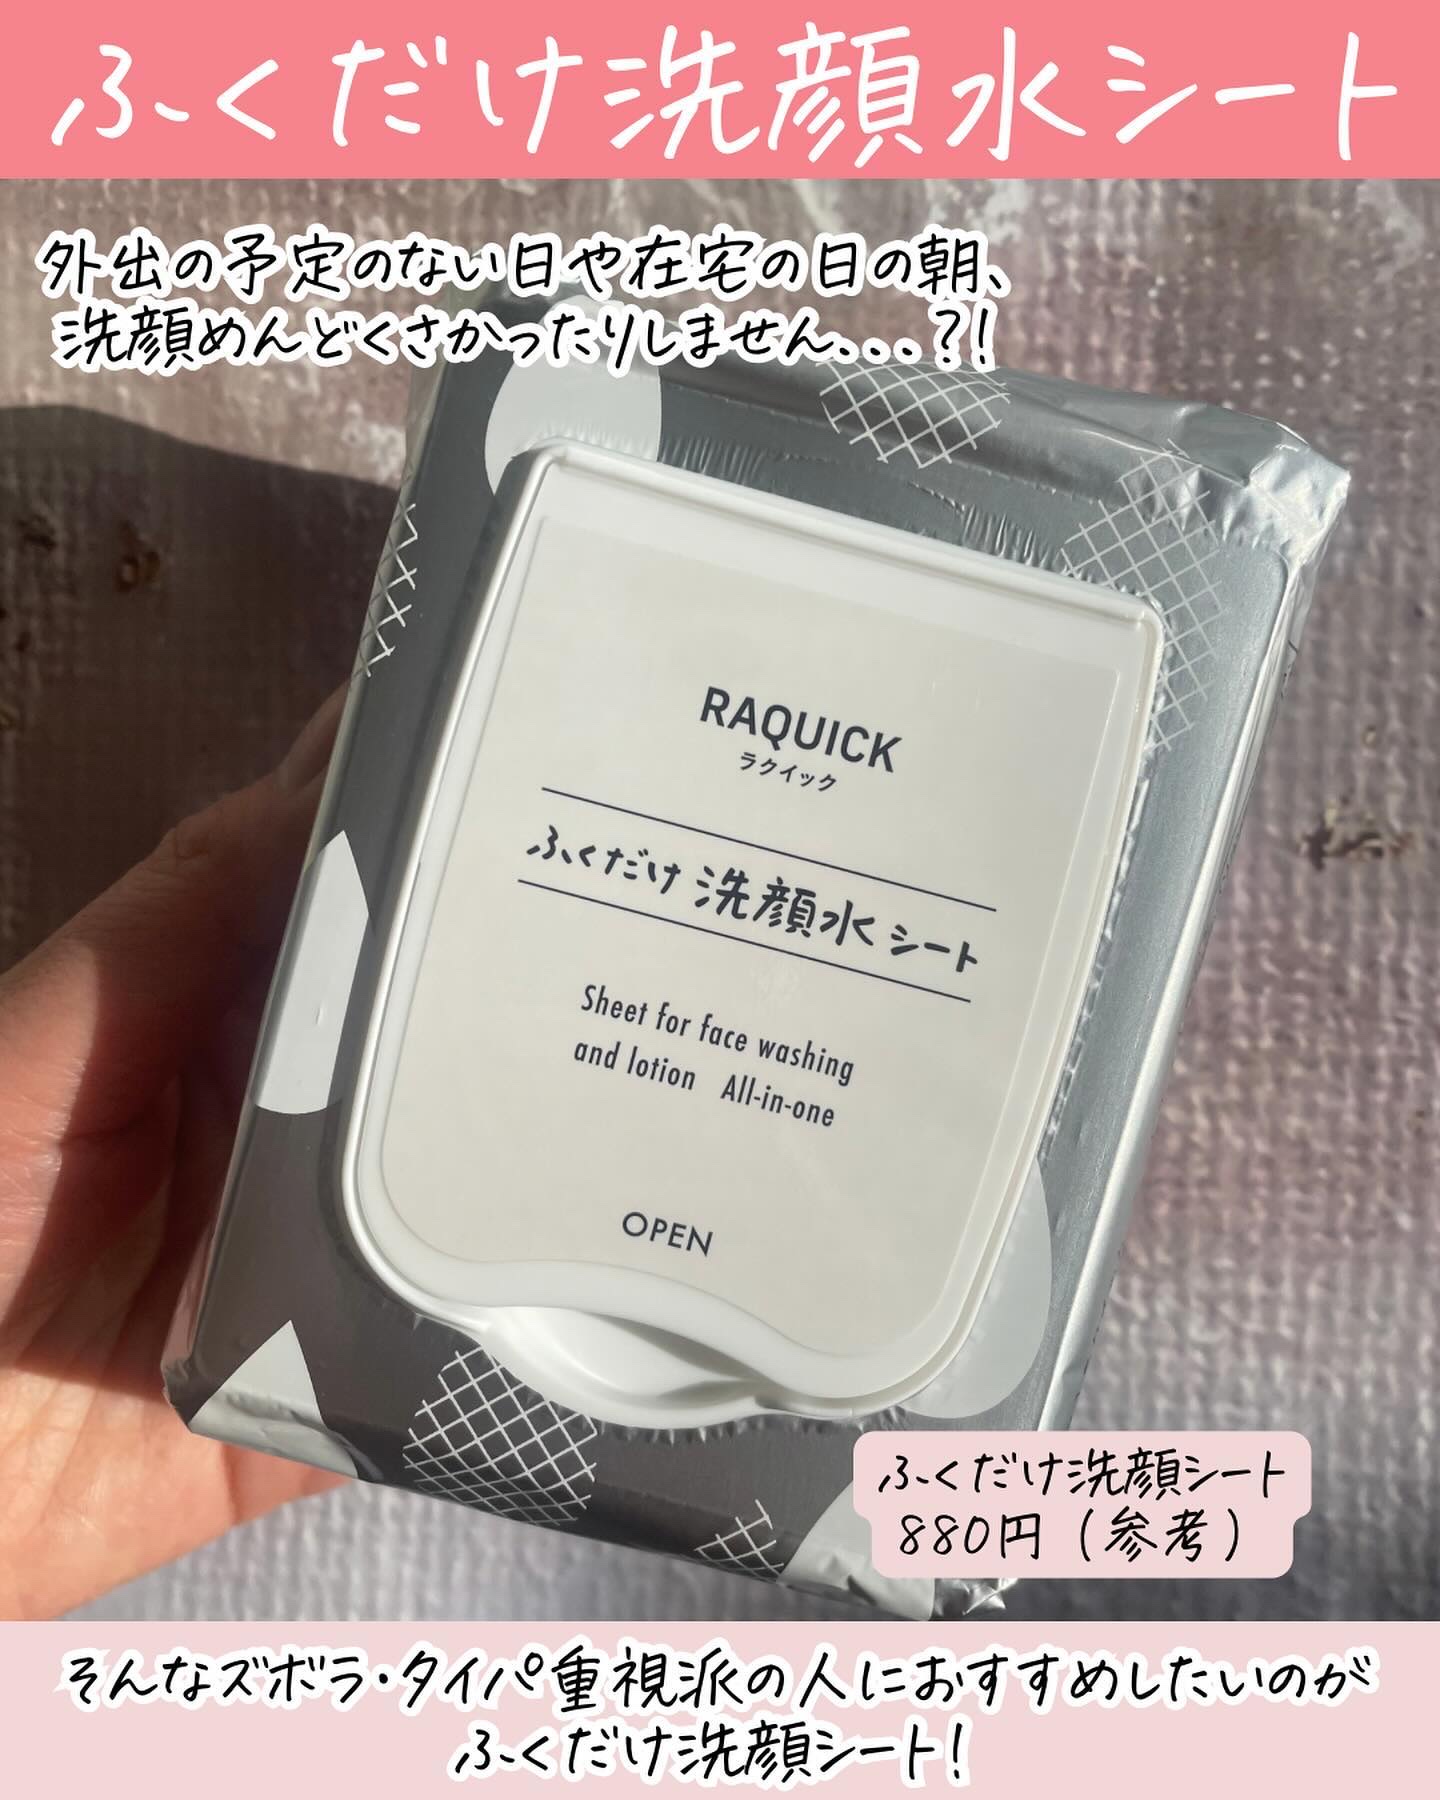 ふくだけ洗顔水シート
外出の予定のない日や在宅の日の朝、
洗顔めんどくさかったりしません...?!
RAQUICK
ラクイック
ふくだけ洗顔水シート
Sheet for face washing
and lotion All-in-one
OPEN
ふくだけ洗顔シート
880円(参考)
そんなズボラ・タイパ重視派の人におすすめしたいのが
ふくだけ洗顔シート!